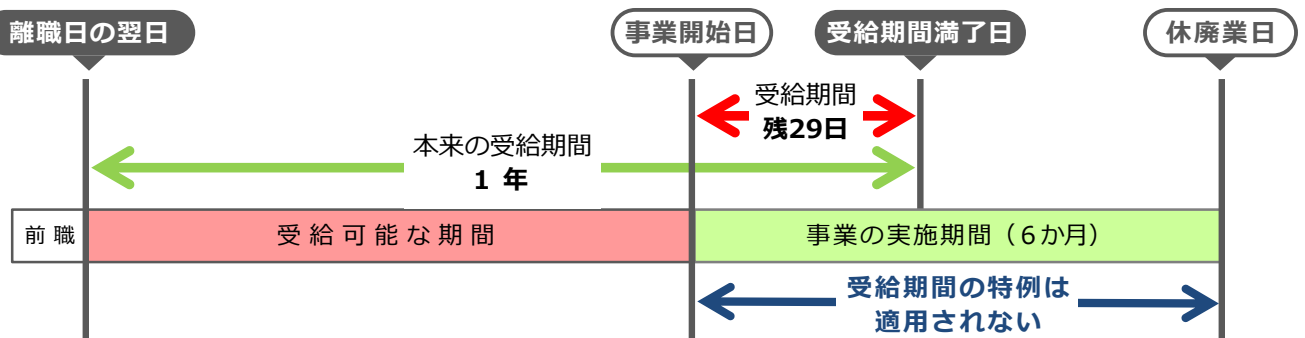 離職日の翌日
事業開始日
受給期間満了日
休廃業日
受給期間
残29日
本来の受給期間
1 年
前職
受給可能な期間
事業の実施期間（6か月）
受給期間の特例は
適用されない